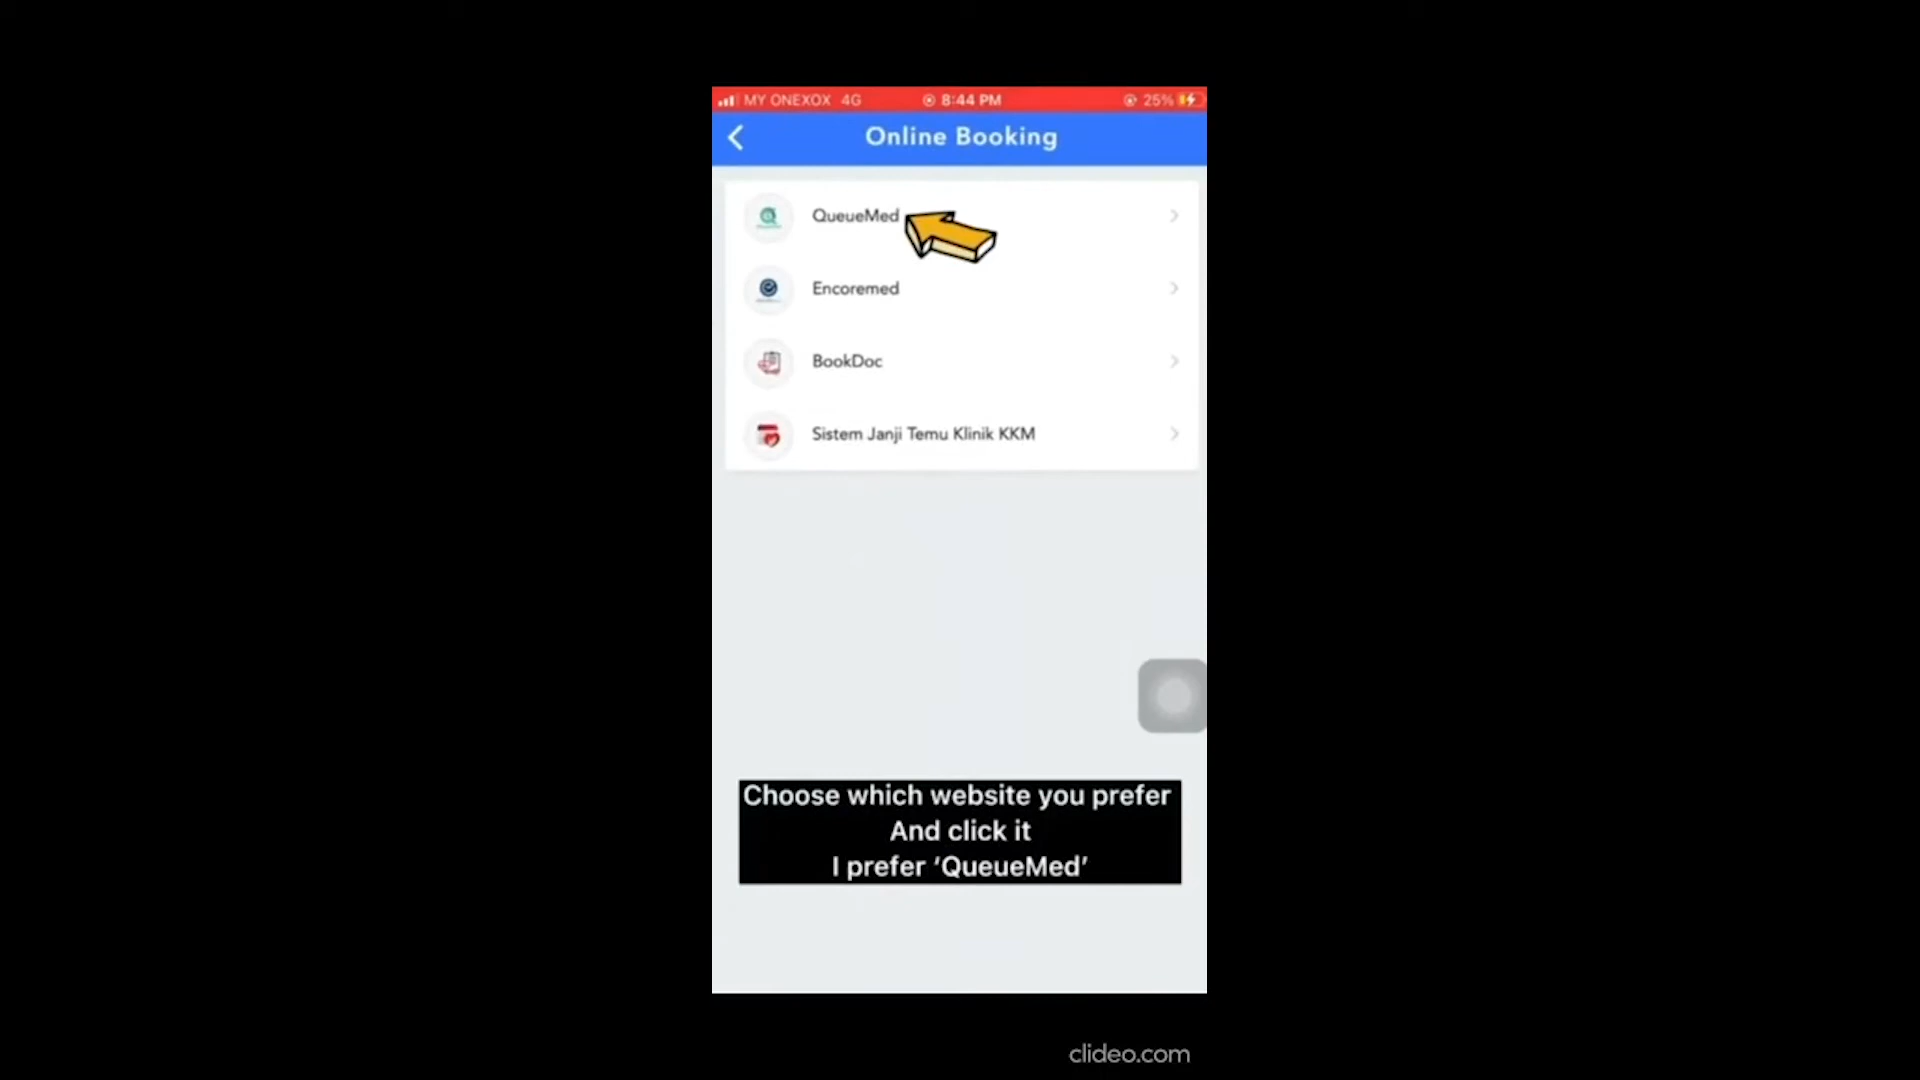 MY ONEXOX 4G 8:44 PM 25%
Online Booking
QueueMed
Encoremed
BookDoc
Sistem Janji Temu Klinik KKM
Choose which website you prefer
And click it
I prefer ‘QueueMed’
clideo.com